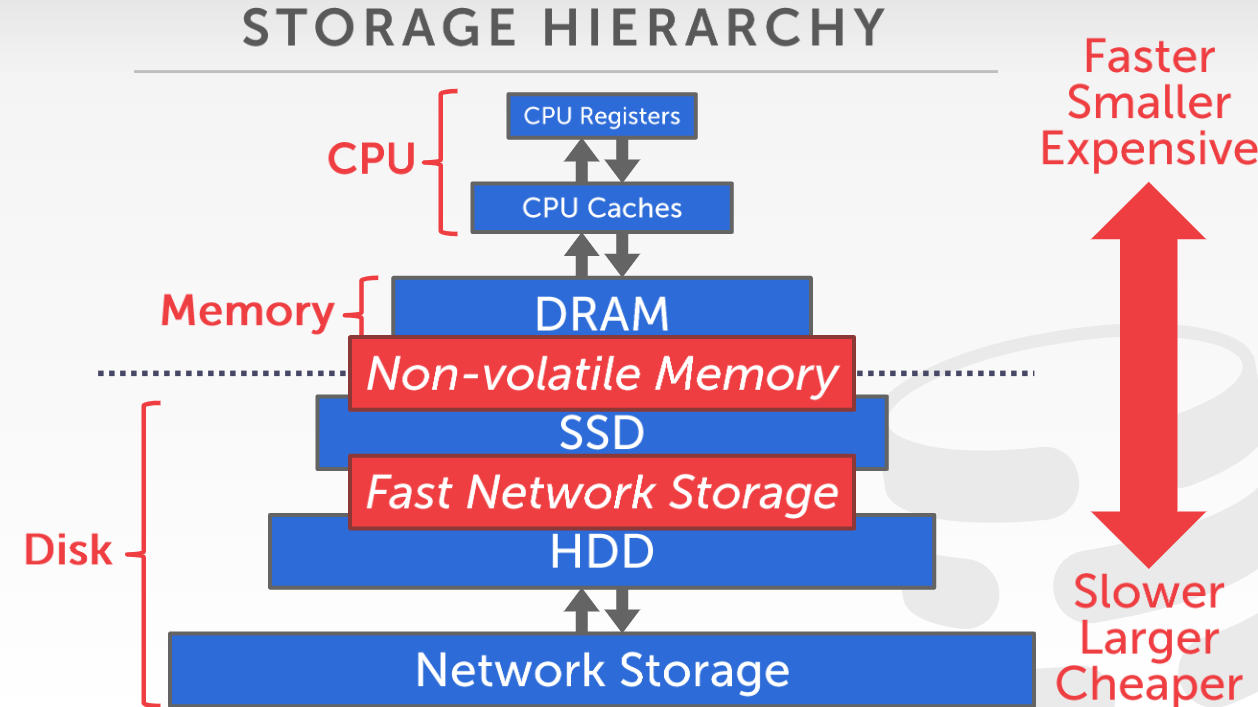 STORAGE HIERARCHY
Faster
Smaller
Expensive
CPU Registers
CPU
CPU Caches
Memory
DRAM
Non-volatile Memory
SSD
Fast Network Storage
Disk
HDD
Slower
Larger
Cheaper
Network Storage